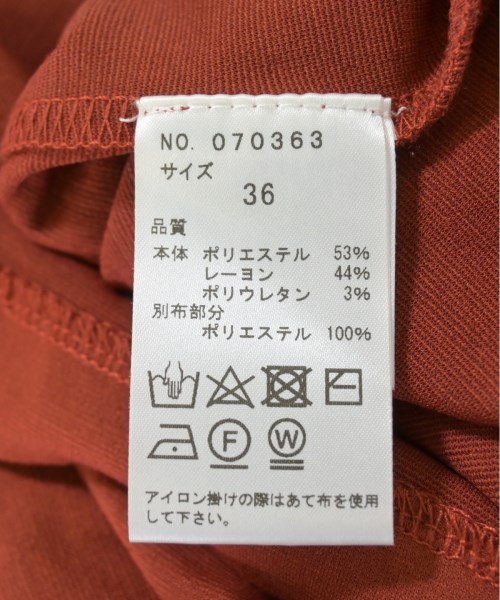 NO. 070363
サイズ
36
品質
本体 ポリエステル 53%
レーヨン 44%
ポリウレタン 3%
別布部分
ポリエステル 100%
F W
アイロン掛けの際はあて布を使用
して下さい。